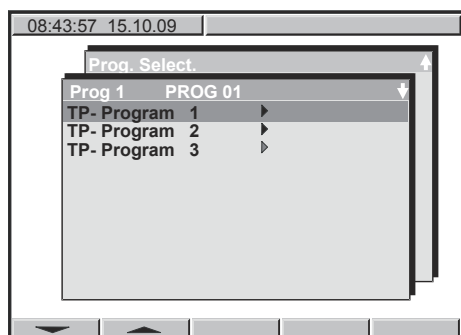 08:43:57 15.10.09
Prog. Select.
Prog 1 PROG 01
TP- Program 1
TP- Program 2
TP- Program 3